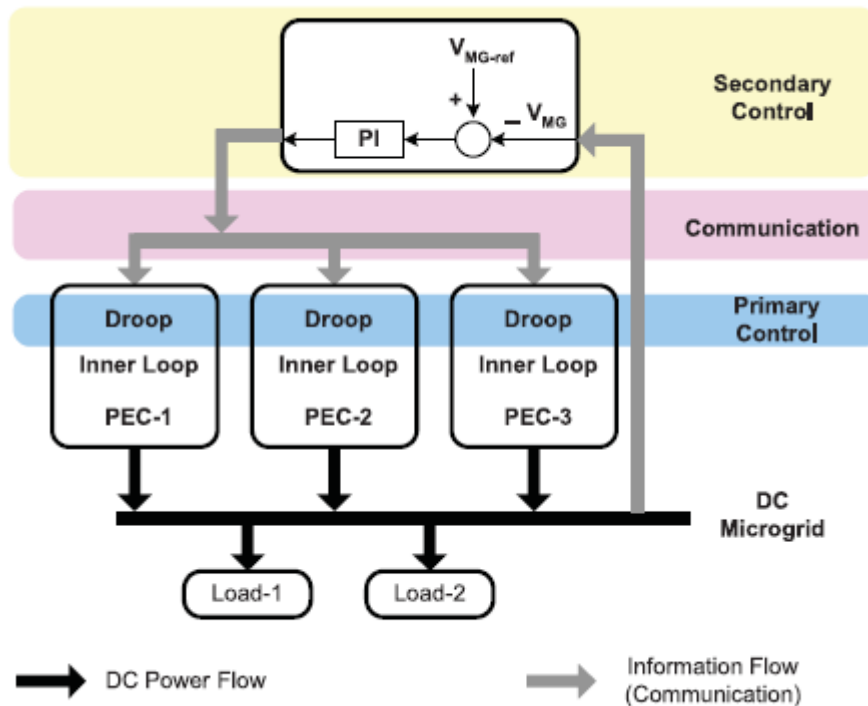 V_MG-ref
+
– V_MG
PI
Secondary
Control
Communication
Primary
Control
Droop Droop Droop
Inner Loop Inner Loop Inner Loop
PEC-1 PEC-2 PEC-3
DC
Microgrid
Load-1 Load-2
DC Power Flow
Information Flow
(Communication)